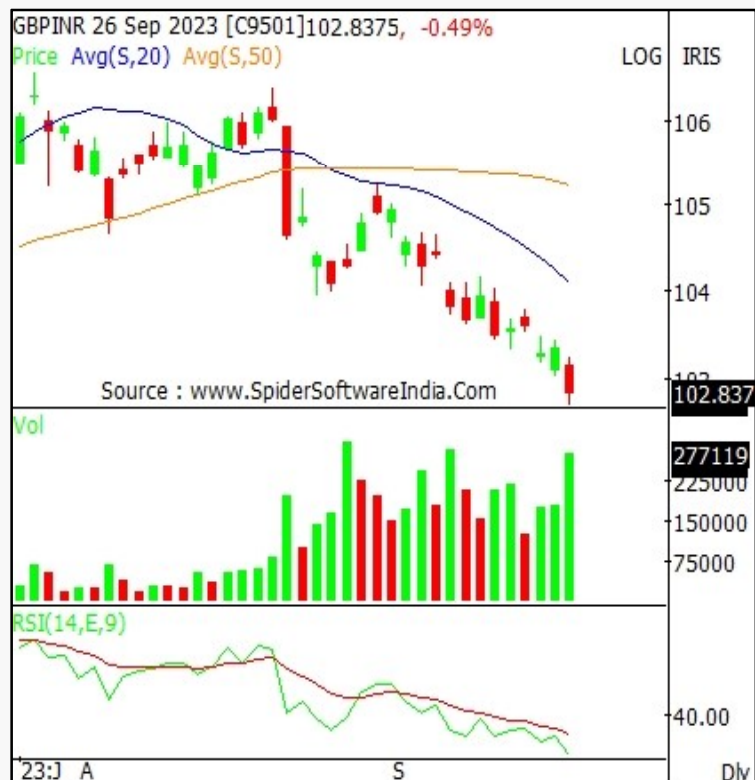 GBPINR 26 Sep 2023 [C9501]102.8375, -0.49%
Price Avg(S,20) Avg(S,50) LOG IRIS
106
105
104
102.837
Source : www.SpiderSoftwareIndia.Com
Vol
277119
225000
150000
75000
RSI(14,E,9)
40.00
'23:J A S Dly